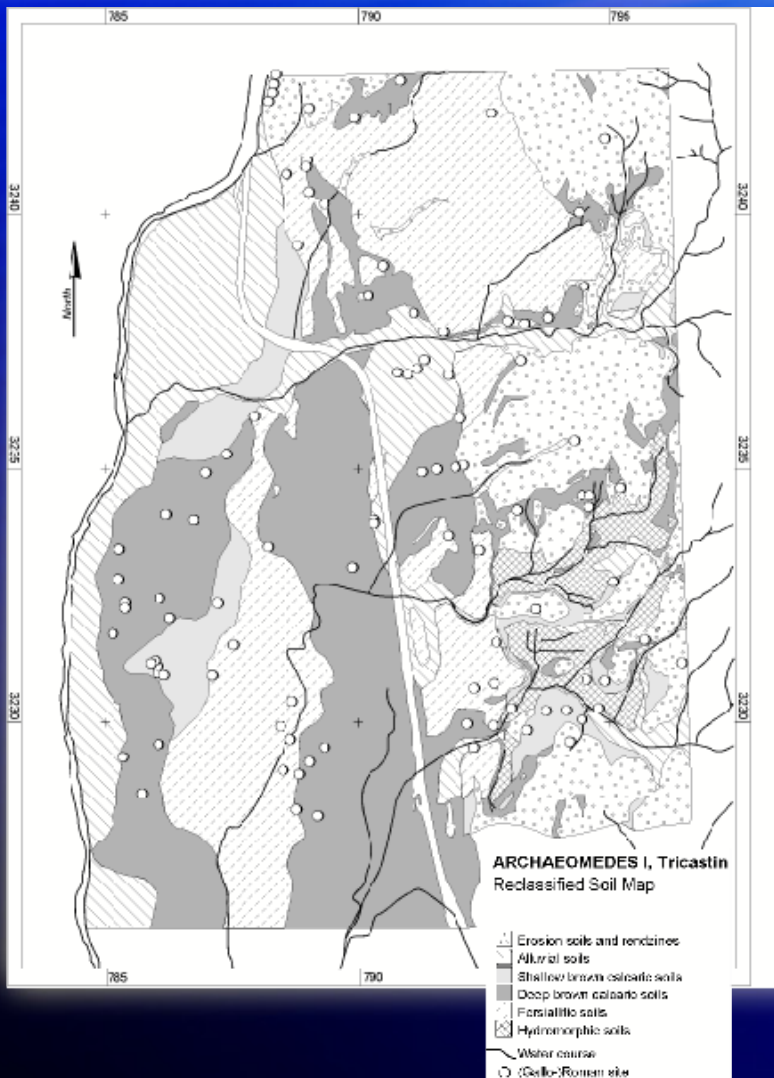 785 790 795
3240 3240
North
3235 3235
3230 3230
ARCHAEOMEDES I, Tricastin
Reclassified Soil Map
Erosion soils and rendzines
Alluvial soils
Shallow brown calcaric soils
Deep brown calcaric soils
Fersiallitic soils
Hydromorphic soils
Water course
(Gallo-)Roman site
785 790